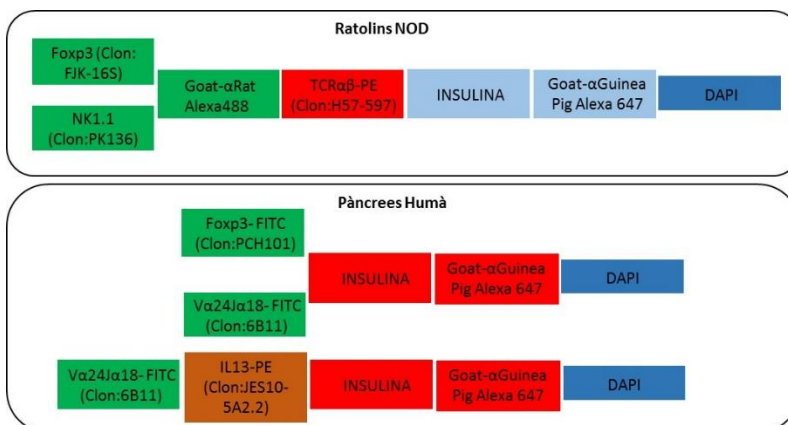 Ratolins NOD
Foxp3 (Clon:
FJK-16S)
NK1.1
(Clon:PK136)
Goat-αRat
Alexa488
TCRαβ-PE
(Clon:H57-597)
INSULINA
Goat-αGuinea
Pig Alexa 647
DAPI
Pàncrees Humà
Foxp3- FITC
(Clon:PCH101)
Vα24Jα18- FITC
(Clon:6B11)
INSULINA
Goat-αGuinea
Pig Alexa 647
DAPI
Vα24Jα18- FITC
(Clon:6B11)
IL13-PE
(Clon:JES10-
5A2.2)
INSULINA
Goat-αGuinea
Pig Alexa 647
DAPI